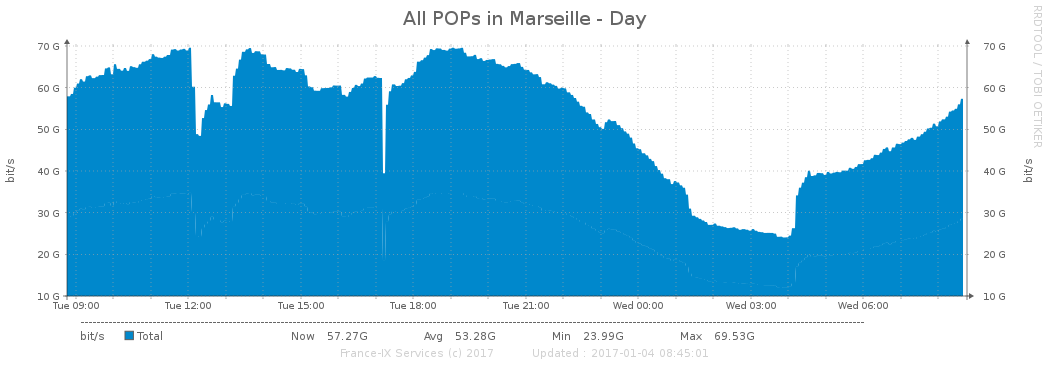 All POPs in Marseille - Day
RRDTOOL / TOBI OETIKER
bit/s
70 G 70 G
60 G 60 G
50 G 50 G
40 G 40 G
30 G 30 G
20 G 20 G
10 G 10 G
bit/s
Tue 09:00 Tue 12:00 Tue 15:00 Tue 18:00 Tue 21:00 Wed 00:00 Wed 03:00 Wed 06:00
bit/s Total Now 57.27G Avg 53.28G Min 23.99G Max 69.53G
France-IX Services (c) 2017 Updated : 2017-01-04 08:45:01